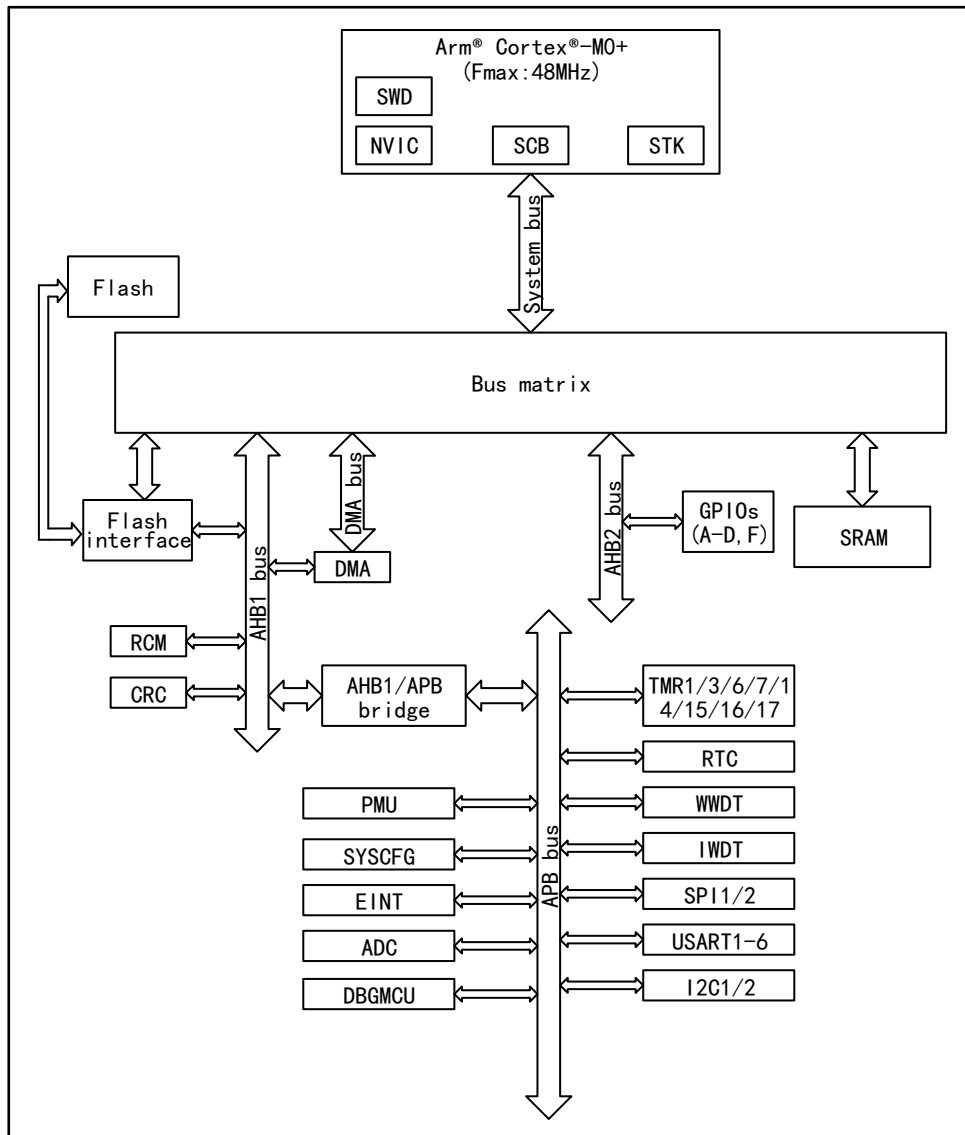 Arm® Cortex®-M0+
(Fmax:48MHz)
SWD
NVIC
SCB
STK
System bus
Flash
Bus matrix
Flash
interface
AHB1 bus
DMA bus
DMA
AHB2 bus
GPIOs
(A-D,F)
SRAM
RCM
CRC
AHB1/APB
bridge
APB bus
TMR1/3/6/7/1
4/15/16/17
RTC
PMU
WWDT
SYSCFG
IWDT
EINT
SPI1/2
ADC
USART1-6
DBGMCU
I2C1/2